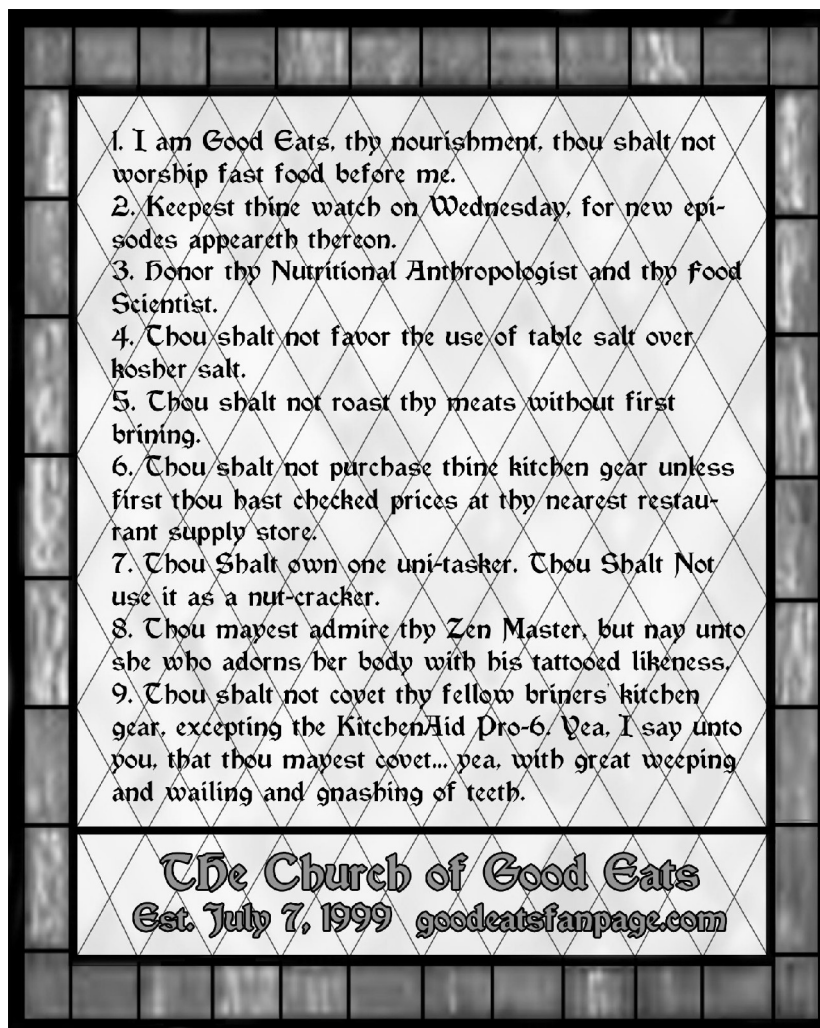 1. I am Good Eats, thy nourishment, thou shalt not
worship fast food before me.
2. Keepest thine watch on Wednesday, for new epi-
sodes appeareth thereon.
3. Honor thy Nutritional Anthropologist and thy Food
Scientist.
4. Thou shalt not favor the use of table salt over
kosher salt.
5. Thou shalt not roast thy meats without first
brining.
6. Thou shalt not purchase thine kitchen gear unless
first thou hast checked prices at thy nearest restau-
rant supply store.
7. Thou Shalt own one uni-tasker. Thou Shalt Not
use it as a nut-cracker.
8. Thou mayest admire thy Zen Master, but nay unto
she who adorns her body with his tattooed likeness.
9. Thou shalt not covet thy fellow briners' kitchen
gear, excepting the KitchenAid Pro-6. Yea, I say unto
you, that thou mayest covet... yea, with great weeping
and wailing and gnashing of teeth.
THe Church of Good Eats
Est. July 7, 1999 goodeatsfanpage.com